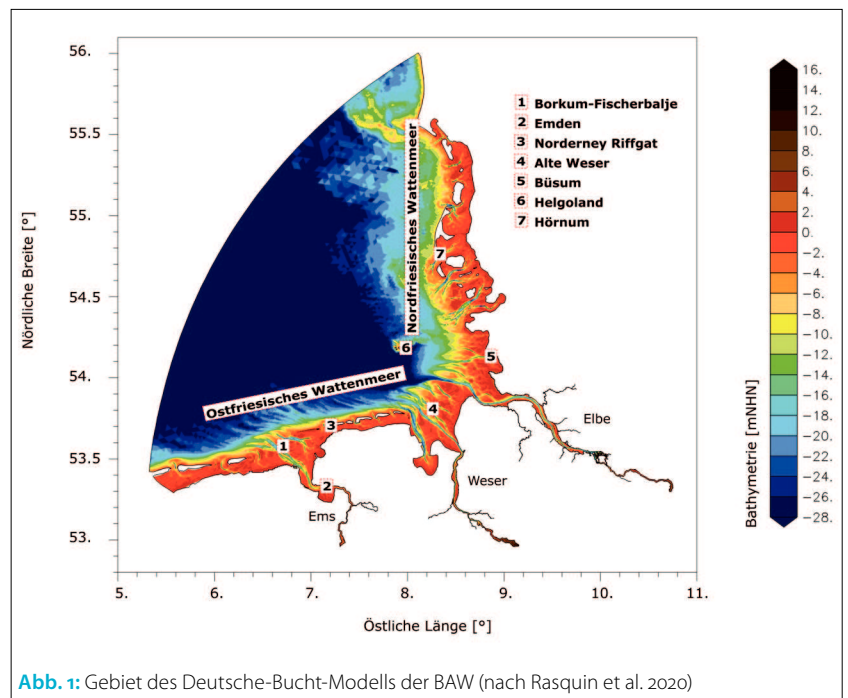 56.
55.5
55.
54.5
54.
53.5
53.
Nördliche Breite [°]
5.
6.
7.
8.
9.
10.
11.
Östliche Länge [°]
1 Borkum-Fischerbalje
2 Emden
3 Norderney Riffgat
4 Alte Weser
5 Büsum
6 Helgoland
7 Hörnum
Nordfriesisches Wattenmeer
Ostfriesisches Wattenmeer
7
6
5
4
3
1
2
Elbe
Weser
Ems
Bathymetrie [mNHN]
16.
14.
12.
10.
8.
6.
4.
2.
0.
−2.
−4.
−6.
−8.
−10.
−12.
−14.
−16.
−18.
−20.
−22.
−24.
−26.
−28.
Abb. 1: Gebiet des Deutsche-Bucht-Modells der BAW (nach Rasquin et al. 2020)